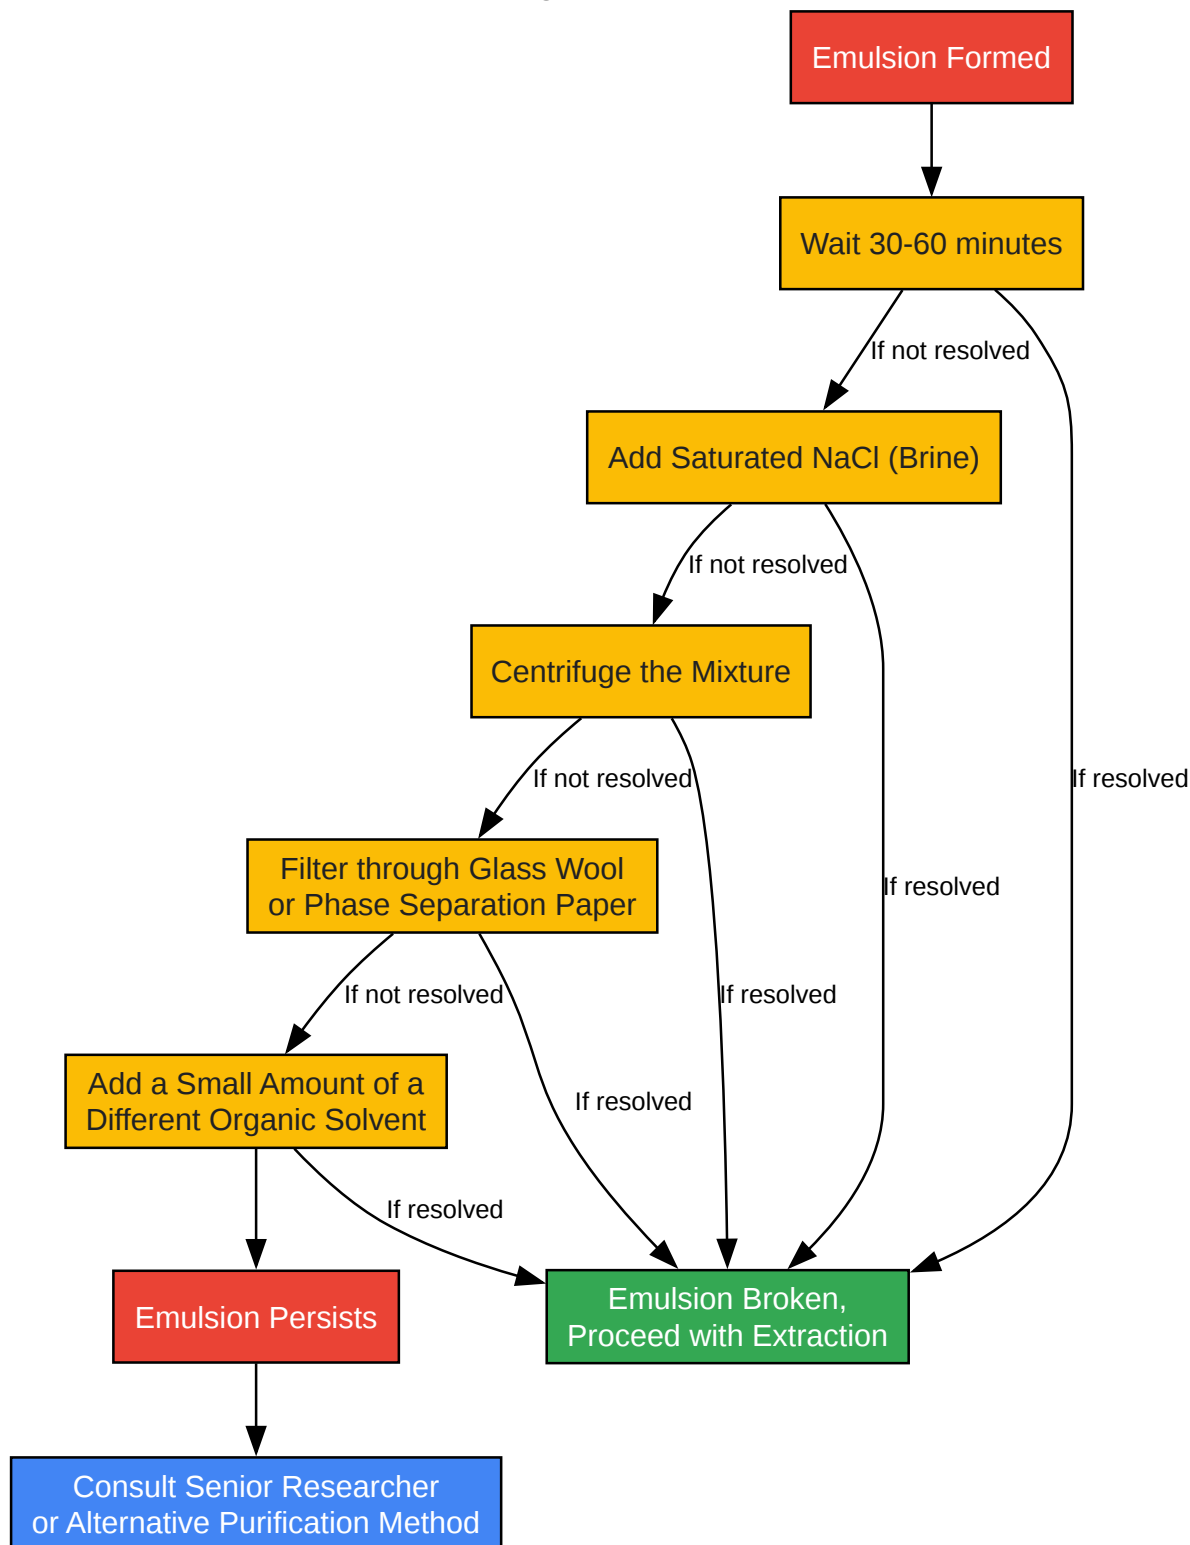 Emulsion Formed
Wait 30-60 minutes
If not resolved
Add Saturated NaCl (Brine)
If not resolved
Centrifuge the Mixture
If not resolved
If resolved
Filter through Glass Wool
or Phase Separation Paper
If resolved
If not resolved
If resolved
Add a Small Amount of a
Different Organic Solvent
If resolved
If resolved
Emulsion Persists
Emulsion Broken,
Proceed with Extraction
Consult Senior Researcher
or Alternative Purification Method